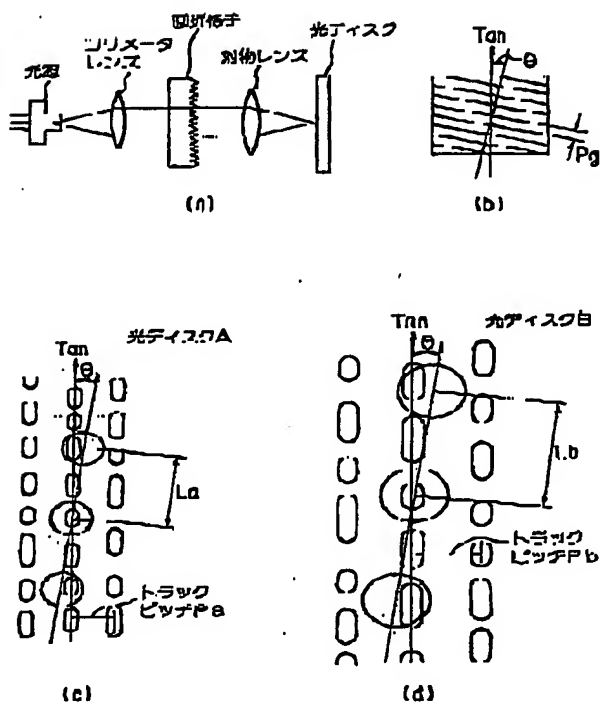 光源
コリメータ
レンズ
回折格子
対物レンズ
光ディスク
(a)
Tan
θ
Pg
(b)
光ディスクA
Tan
θ
La
トラック
ピッチPa
(c)
光ディスクB
Tan
θ
Lb
トラック
ピッチPb
(d)